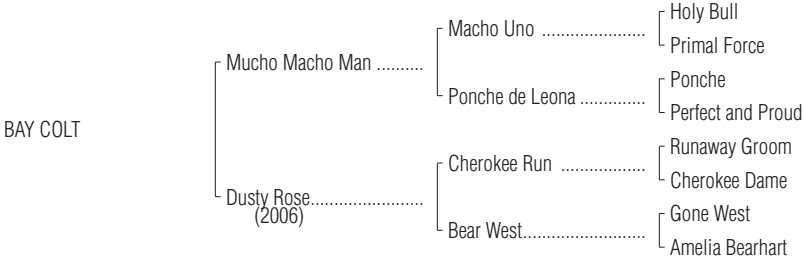 Holy Bull
Macho Uno ......................
Primal Force
Mucho Macho Man ..........
Ponche
Ponche de Leona ..............
Perfect and Proud
BAY COLT
Runaway Groom
Cherokee Run ..................
Cherokee Dame
Dusty Rose........................
(2006)
Gone West
Bear West..........................
Amelia Bearhart